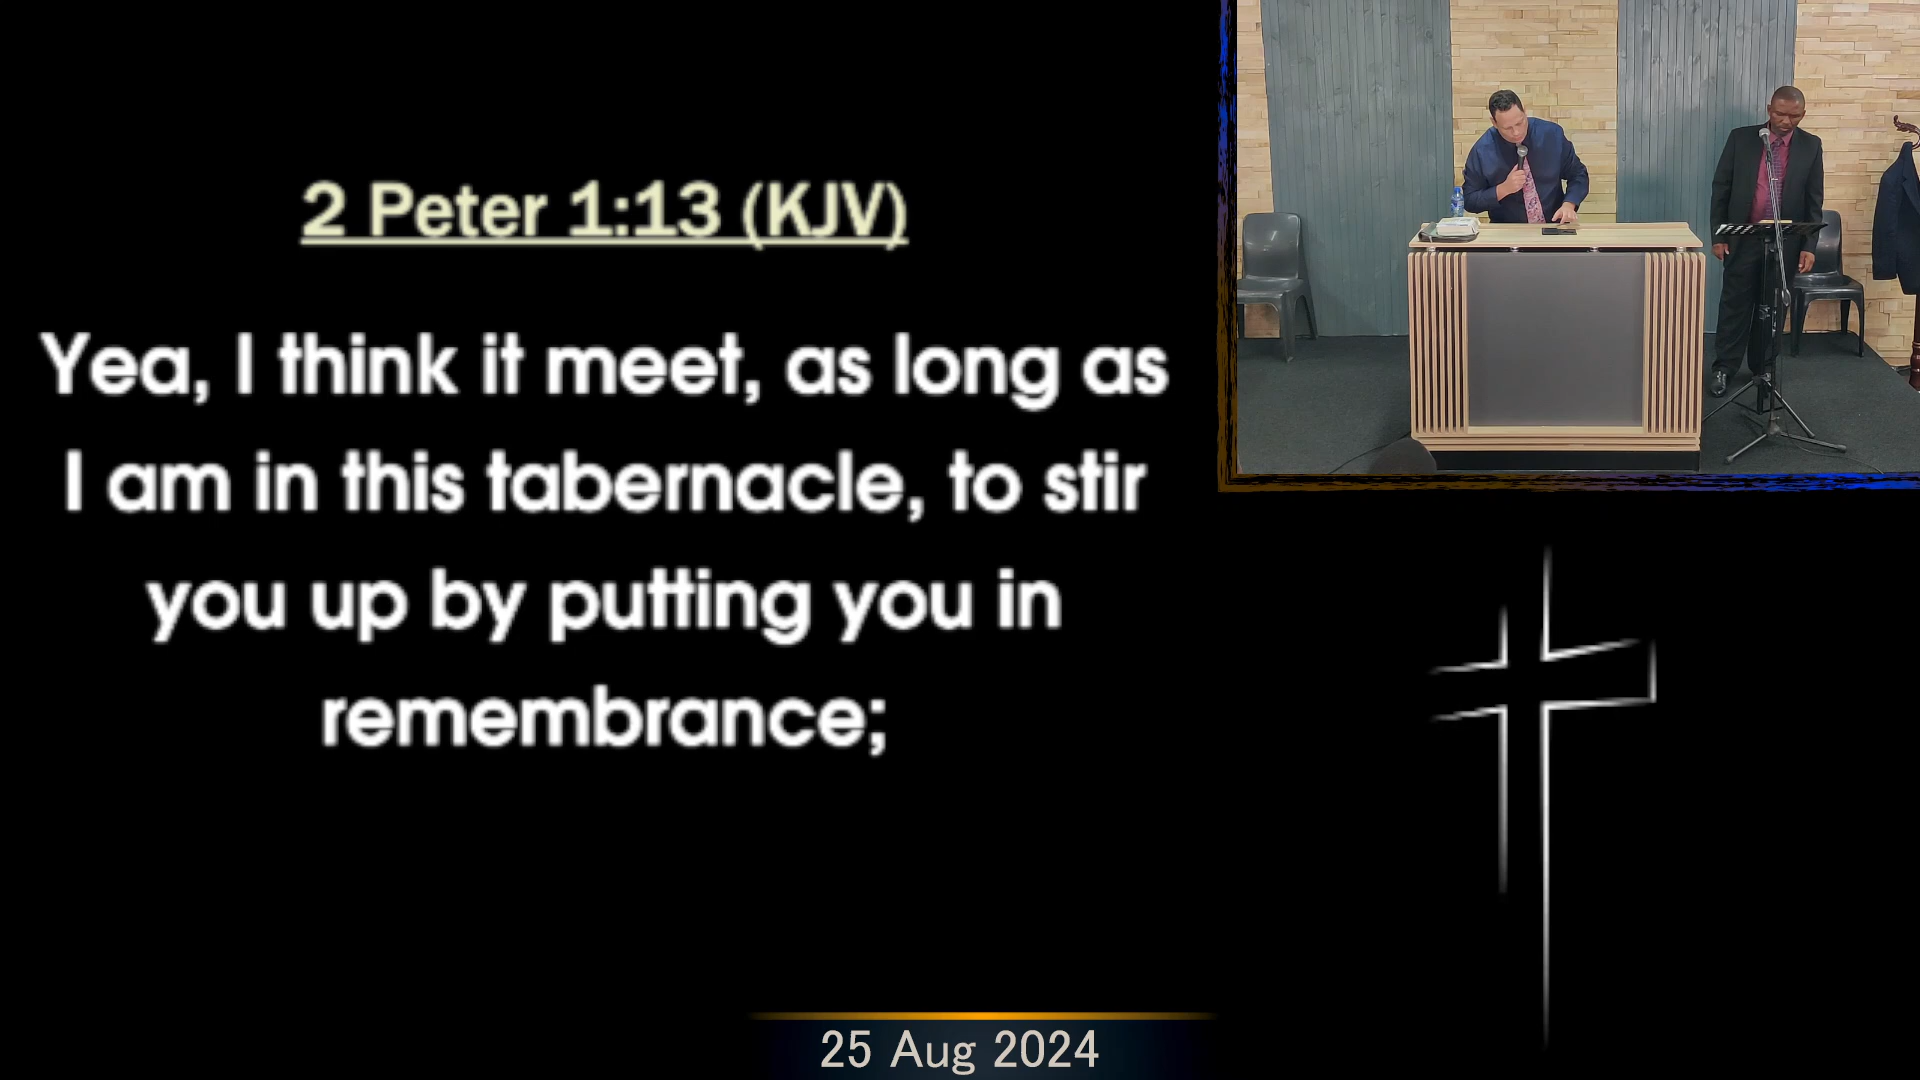 2 Peter 1:13 (KJV)
Yea, I think it meet, as long as
I am in this tabernacle, to stir
you up by putting you in
remembrance;
25 Aug 2024